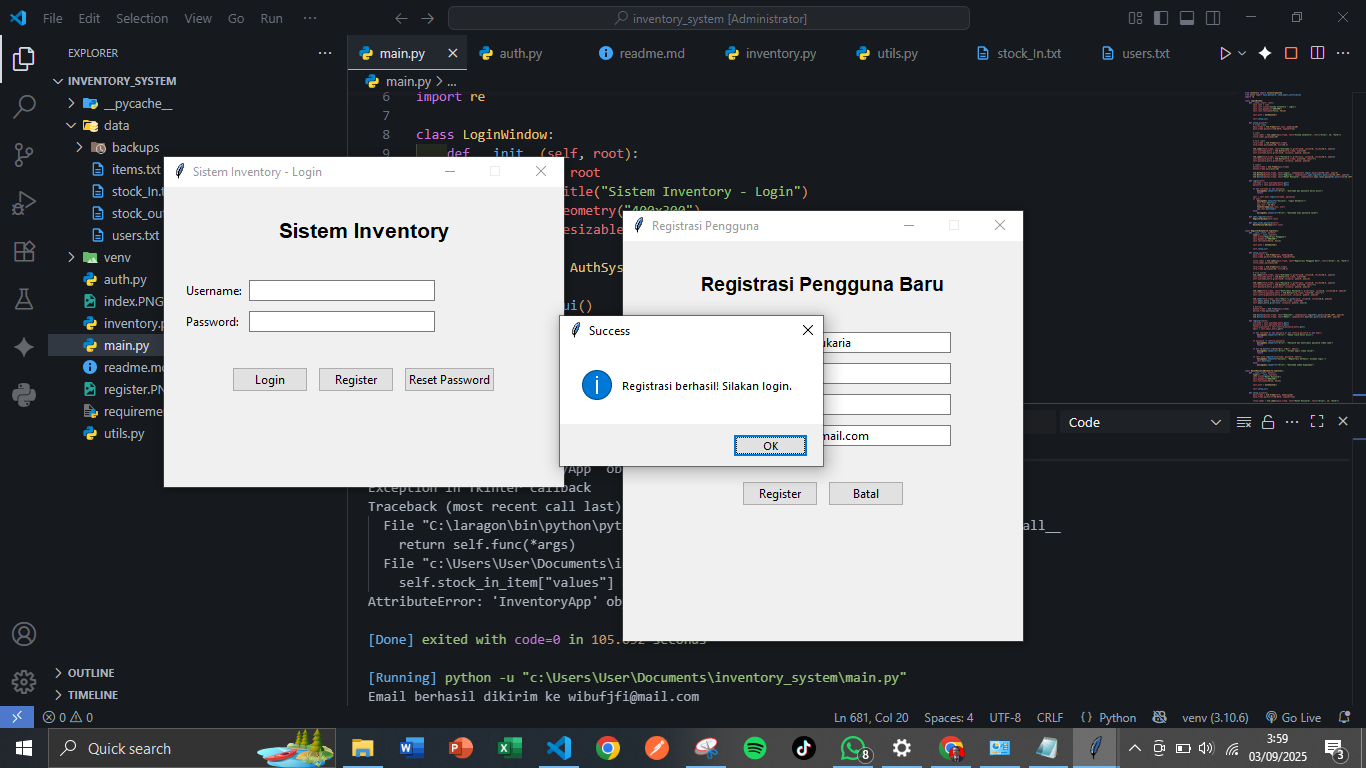 File Edit Selection View Go Run ···
inventory_system [Administrator]
EXPLORER
main.py
auth.py
readme.md
inventory.py
utils.py
stock_In.txt
users.txt
INVENTORY_SYSTEM
main.py > ...
__pycache__
data
backups
items.txt
stock_In.t
stock_ou
users.txt
venv
auth.py
index.PNG
inventory.p
main.py
readme.md
register.PN
requireme
utils.py
OUTLINE
TIMELINE
6 import re
7
8 class LoginWindow:
9 def __init__(self, root):
root
itle("Sistem Inventory - Login")
eometry("400x300")
esizable
AuthSys
ui()
Sistem Inventory - Login
Sistem Inventory
Username:
Password:
Login Register Reset Password
Registrasi Pengguna
Registrasi Pengguna Baru
ukaria
mail.com
Register Batal
Success
Registrasi berhasil! Silakan login.
OK
Code
Exception in Tkinter callback
Traceback (most recent call last)
File "C:\laragon\bin\python\pyt
all__
return self.func(*args)
File "c:\Users\User\Documents\i
self.stock_in_item["values"]
AttributeError: 'InventoryApp' ob
[Done] exited with code=0 in 105.892 seconds
[Running] python -u "c:\Users\User\Documents\inventory_system\main.py"
Email berhasil dikirim ke wibufjfi@mail.com
0 0
Ln 681, Col 20 Spaces: 4 UTF-8 CRLF {} Python venv (3.10.6) Go Live
Quick search
8
3:59
03/09/2025
3